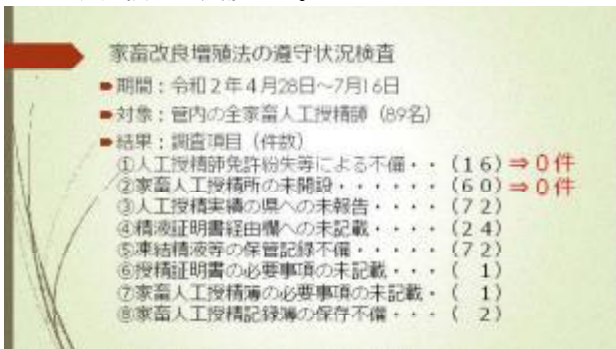 家畜改良増殖法の遵守状況検査
期間：令和２年４月28日～7月16日
対象：管内の全家畜人工授精師（89名）
結果：調査項目（件数）
①人工授精師免許紛失等による不備・・（１６）⇒０件
②家畜人工授精所の未開設・・・・・・（６０）⇒０件
③人工授精実績の県への未報告・・・・（７２）
④精液証明書経由欄への未記載・・・・（２４）
⑤凍結精液等の保管記録不備・・・・・（７２）
⑥授精証明書の必要事項の未記載・・・（　１）
⑦家畜人工授精簿の必要事項の未記載・（　１）
⑧家畜人工授精記録簿の保存不備・・・（　２）